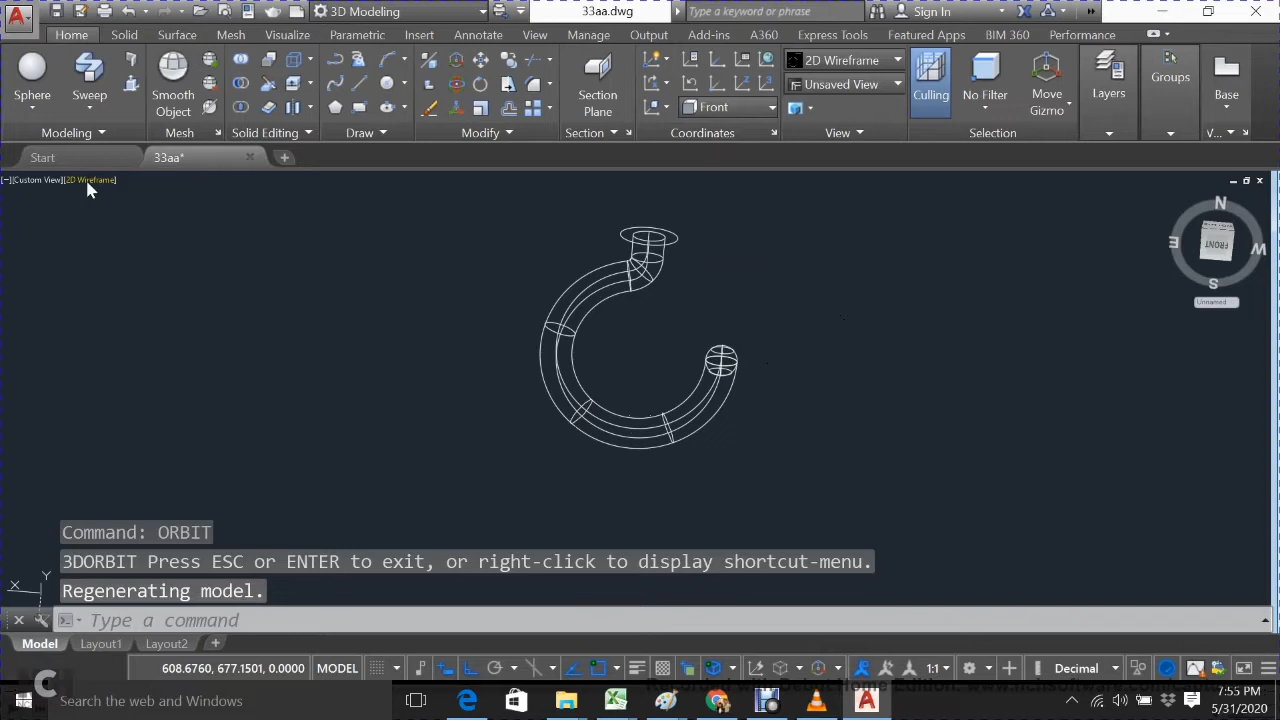 3D Modeling
33aa.dwg
Type a keyword or phrase
Sign In
Home Solid Surface Mesh Visualize Parametric Insert Annotate View Manage Output Add-ins A360 Express Tools Featured Apps BIM 360 Performance
2D Wireframe
Unsaved View
Front
Sphere Sweep Smooth Object Section Plane Culling No Filter Move Gizmo Layers Groups Base
Modeling Mesh Solid Editing Draw Modify Section Coordinates View Selection V...
Start 33aa*
[−][Custom View][2D Wireframe]
N
E FRONT W
S
Unnamed
Command: ORBIT
3DORBIT Press ESC or ENTER to exit, or right-click to display shortcut-menu.
Regenerating model.
X Y
Type a command
Model Layout1 Layout2 +
608.6760, 677.1501, 0.0000 MODEL 1:1 Decimal
C
Search the web and Windows
7:55 PM
5/31/2020